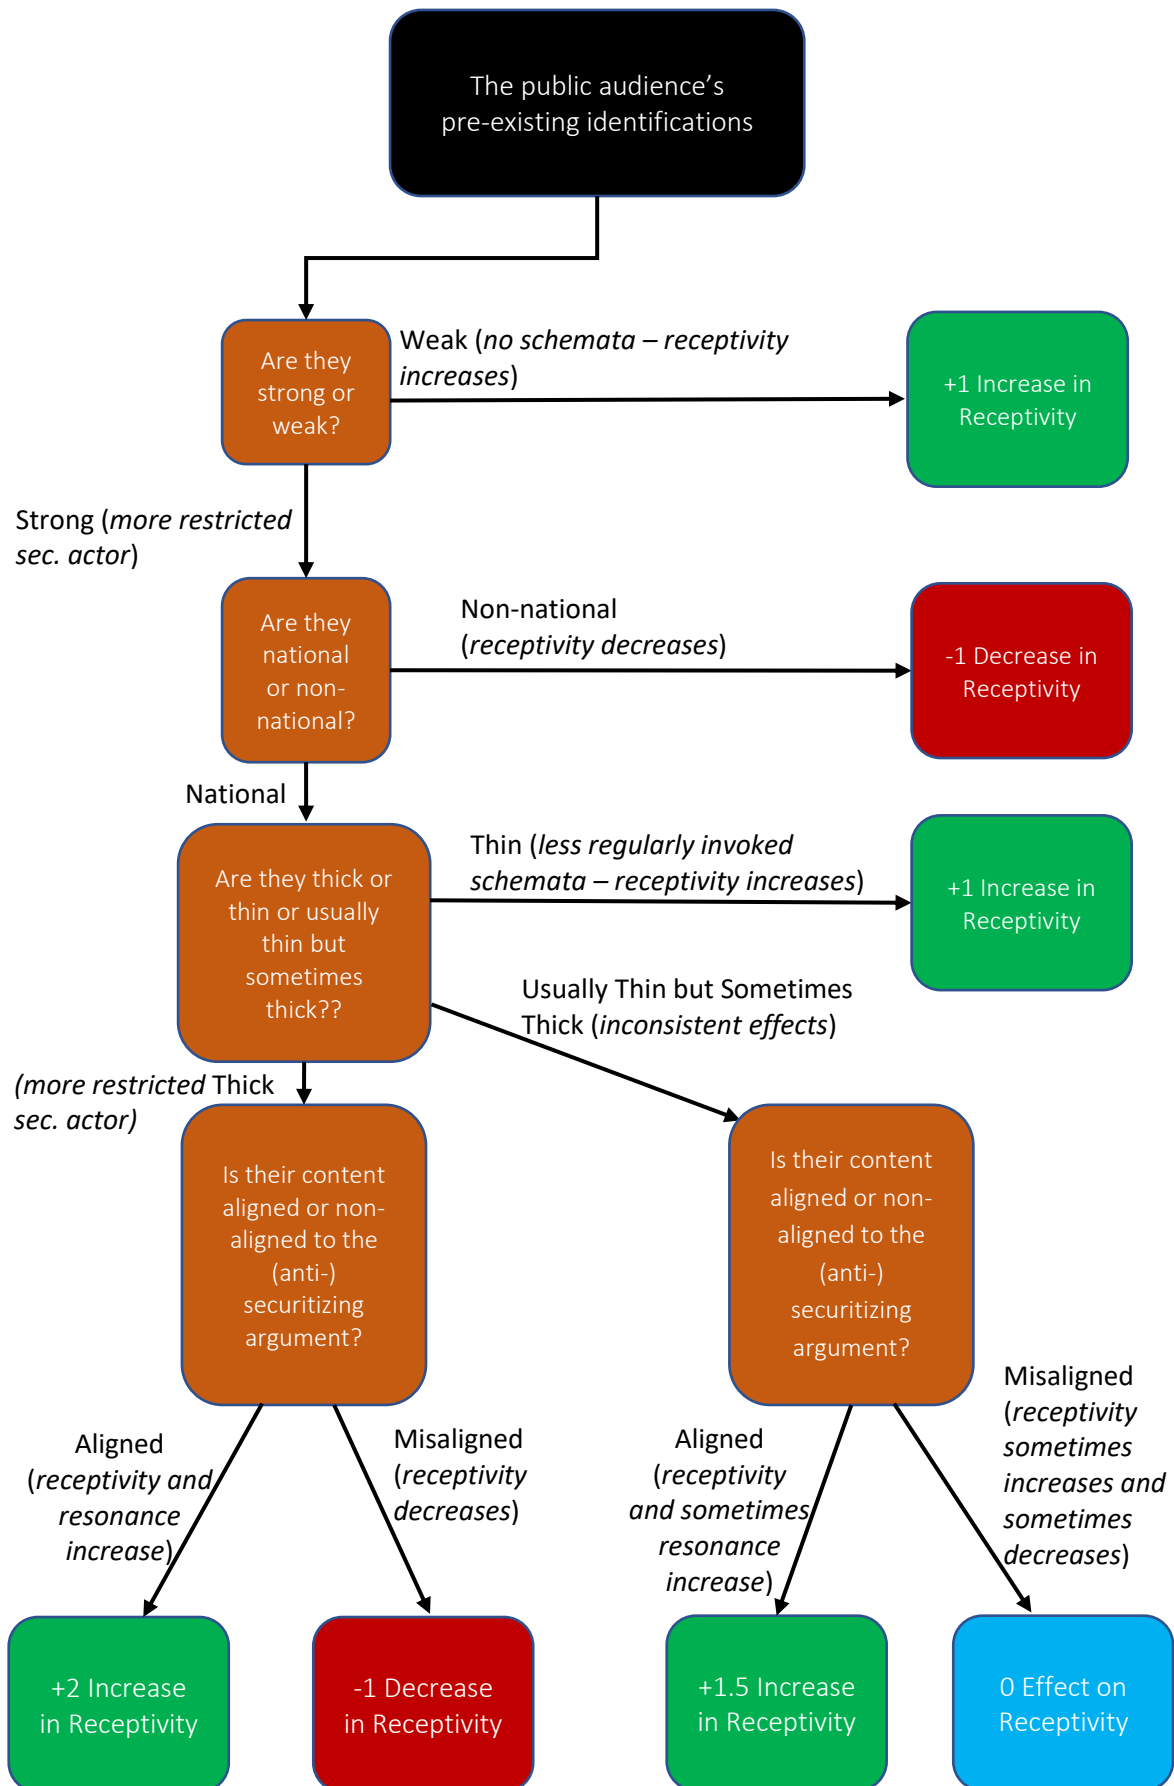 The public audience’s
pre-existing identifications
Weak (no schemata – receptivity
increases)
Are they
strong or
weak?
+1 Increase in
Receptivity
Strong (more restricted
sec. actor)
Non-national
(receptivity decreases)
Are they
national
or non-
national?
-1 Decrease in
Receptivity
National
Thin (less regularly invoked
schemata – receptivity increases)
Are they thick or
thin or usually
thin but
sometimes
thick??
+1 Increase in
Receptivity
Usually Thin but Sometimes
Thick (inconsistent effects)
(more restricted Thick
sec. actor)
Is their content
aligned or non-
aligned to the
(anti-)
securitizing
argument?
Is their content
aligned or non-
aligned to the
(anti-)
securitizing
argument?
Aligned
(receptivity and
resonance
increase)
Misaligned
(receptivity
decreases)
Aligned
(receptivity
and sometimes
resonance
increase)
Misaligned
(receptivity
sometimes
increases and
sometimes
decreases)
+2 Increase
in Receptivity
-1 Decrease
in Receptivity
+1.5 Increase
in Receptivity
0 Effect on
Receptivity